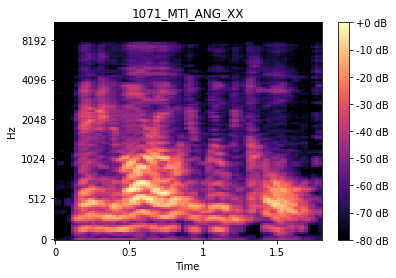 1071_MTI_ANG_XX
+0 dB
8192
-10 dB
4096
-20 dB
-30 dB
2048
Hz
-40 dB
1024
-50 dB
512
-60 dB
-70 dB
0
-80 dB
0
0.5
1
1.5
Time